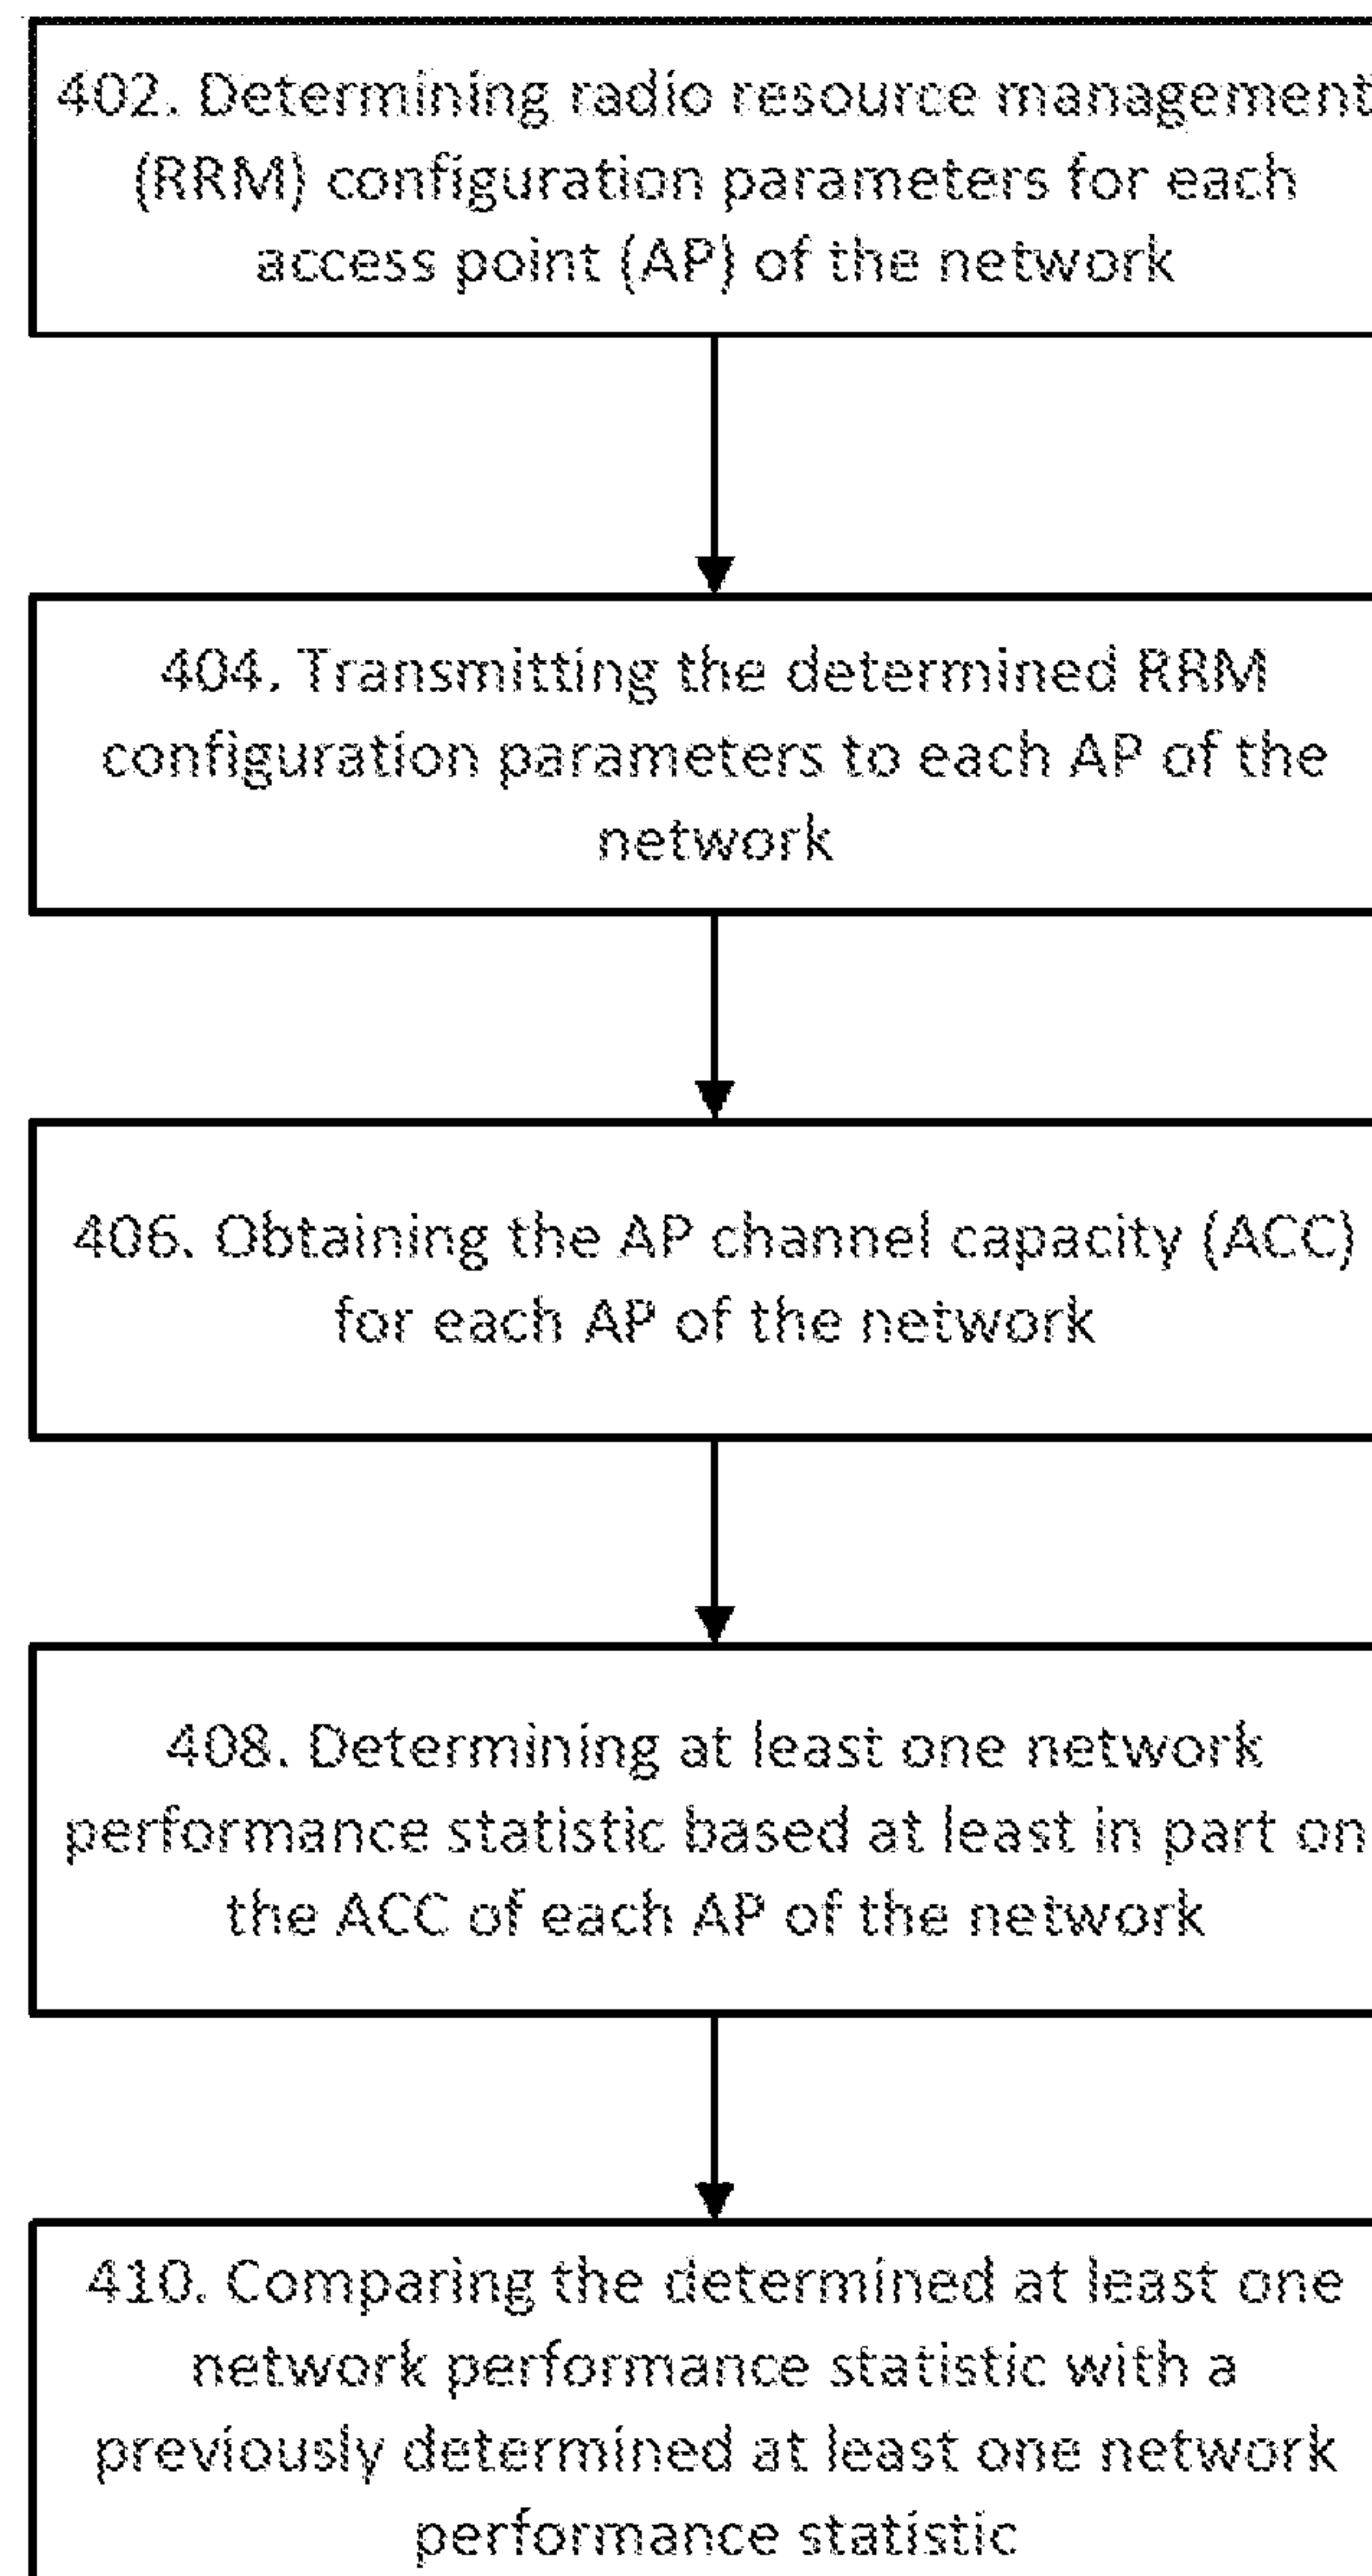 402. Determining radio resource management
(RRM) configuration parameters for each
access point (AP) of the network
404. Transmitting the determined RRM
configuration parameters to each AP of the
network
406. Obtaining the AP channel capacity (ACC)
for each AP of the network
408. Determining at least one network
performance statistic based at least in part on
the ACC of each AP of the network
410. Comparing the determined at least one
network performance statistic with a
previously determined at least one network
performance statistic